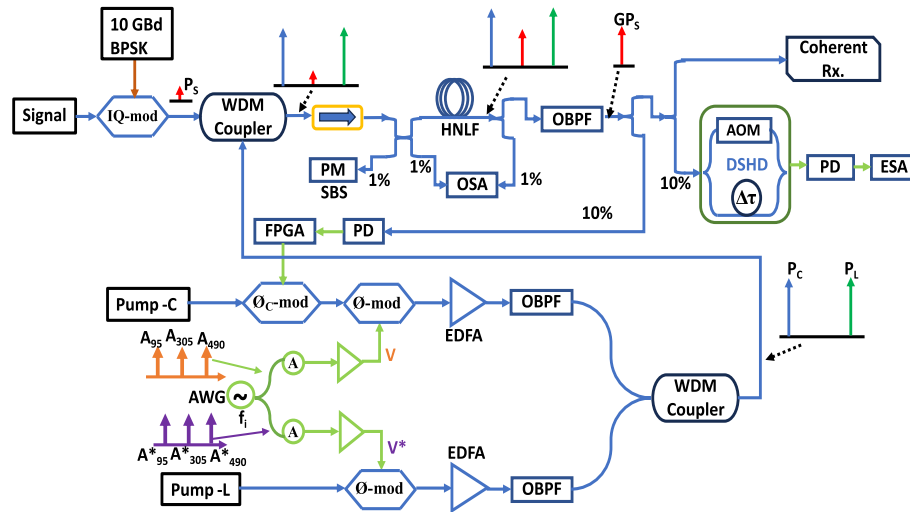 10 GBd
BPSK
P_S
GP_S
Signal
IQ-mod
WDM
Coupler
HNLF
OBPF
Coherent
Rx.
PM
SBS
1%
1%
OSA
1%
AOM
DSHD
Δτ
10%
PD
ESA
10%
FPGA
PD
Pump -C
Ø_C-mod
Ø-mod
EDFA
OBPF
P_C
P_L
A_95
A_305
A_490
A
V
AWG
~
f_i
WDM
Coupler
A
V*
A*_95
A*_305
A*_490
EDFA
Pump -L
Ø-mod
OBPF